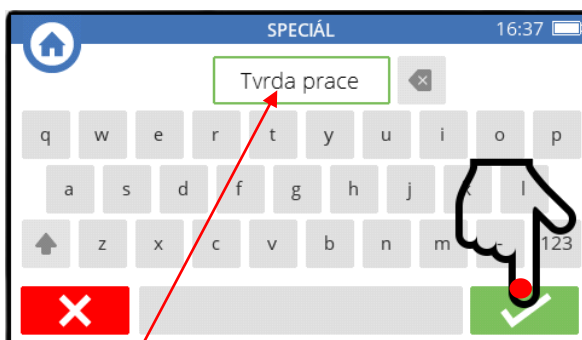 SPECIÁL 16:37
Tvrda prace
q w e r t y u i o p
a s d f g h j k l
z x c v b n m - 123